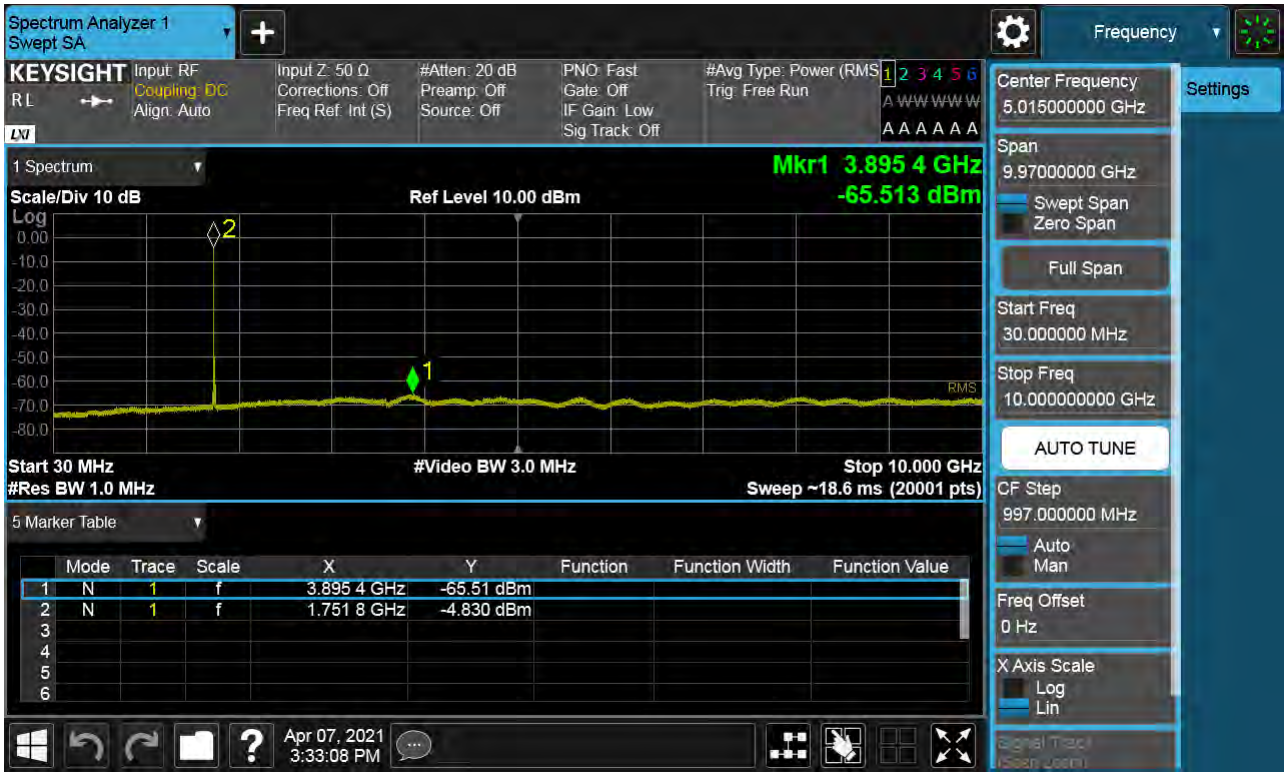 Spectrum Analyzer 1
Swept SA
+
Frequency
KEYSIGHT
RL
LXI
Input: RF
Coupling: DC
Align: Auto
Input Z: 50 Ω
Corrections: Off
Freq Ref: Int (S)
#Atten: 20 dB
Preamp: Off
Source: Off
PNO: Fast
Gate: Off
IF Gain: Low
Sig Track: Off
#Avg Type: Power (RMS
Trig: Free Run
1 2 3 4 5 6
A W W W W W
A A A A A A
1 Spectrum
Mkr1 3.895 4 GHz
-65.513 dBm
Scale/Div 10 dB
Ref Level 10.00 dBm
Log
0.00
-10.0
-20.0
-30.0
-40.0
-50.0
-60.0
-70.0
-80.0
2
1
RMS
Start 30 MHz
#Video BW 3.0 MHz
Stop 10.000 GHz
#Res BW 1.0 MHz
Sweep ~18.6 ms (20001 pts)
5 Marker Table
Mode Trace Scale X Y Function Function Width Function Value
1 N 1 f 3.895 4 GHz -65.51 dBm
2 N 1 f 1.751 8 GHz -4.830 dBm
3
4
5
6
?
Apr 07, 2021
3:33:08 PM
Center Frequency
5.015000000 GHz
Settings
Span
9.97000000 GHz
Swept Span
Zero Span
Full Span
Start Freq
30.000000 MHz
Stop Freq
10.000000000 GHz
AUTO TUNE
CF Step
997.000000 MHz
Auto
Man
Freq Offset
0 Hz
X Axis Scale
Log
Lin
Signal Track
(Span Zoom)